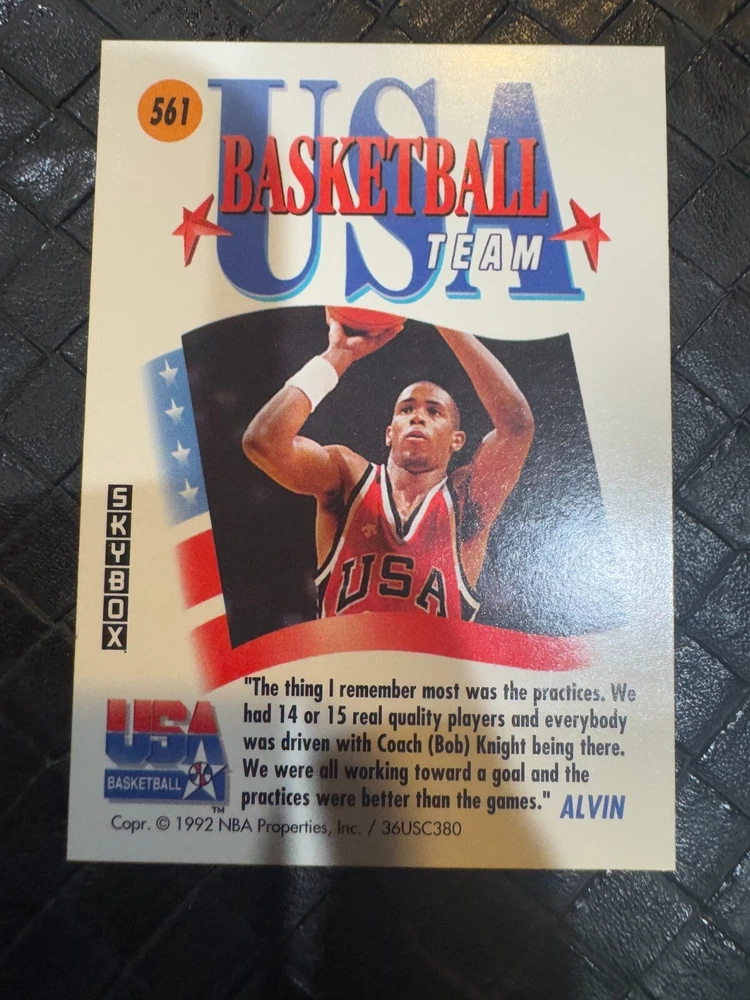 561
USA
BASKETBALL
TEAM
USA
SKYBOX
"The thing I remember most was the practices. We
had 14 or 15 real quality players and everybody
was driven with Coach (Bob) Knight being there.
We were all working toward a goal and the
practices were better than the games." ALVIN
USA
BASKETBALL
TM
Copr. © 1992 NBA Properties, Inc. / 36USC380